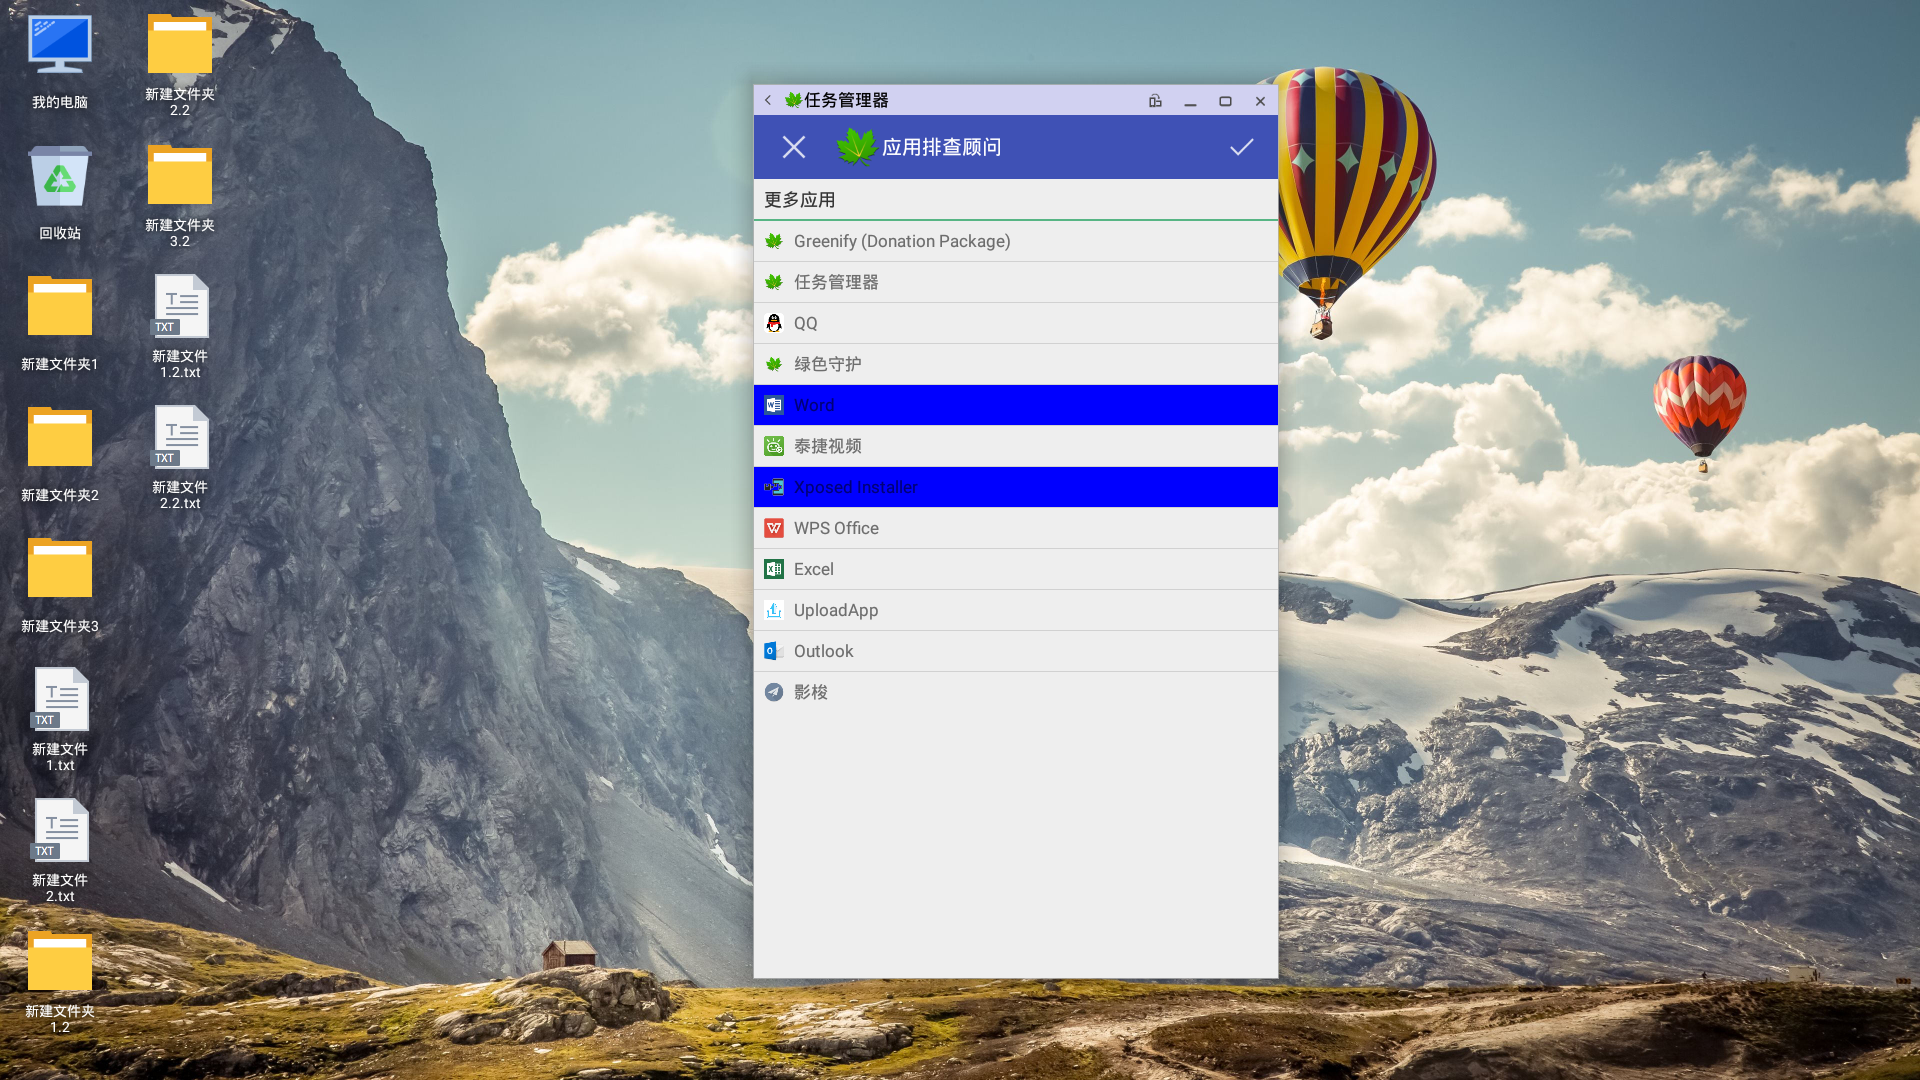 我的电脑
回收站
新建文件夹1
新建文件夹2
新建文件夹3
TXT
新建文件
1.txt
TXT
新建文件
2.txt
新建文件夹
1.2
新建文件夹
2.2
新建文件夹
3.2
TXT
新建文件
1.2.txt
TXT
新建文件
2.2.txt
任务管理器
应用排查顾问
更多应用
Greenify (Donation Package)
任务管理器
QQ
绿色守护
Word
泰捷视频
Xposed Installer
WPS Office
Excel
UploadApp
Outlook
影梭